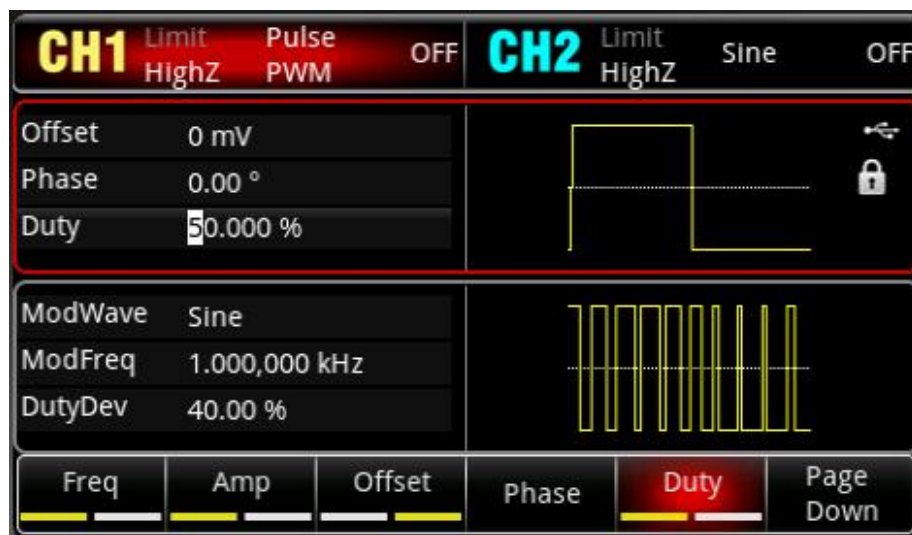 CH1 Limit Pulse OFF CH2 Limit Sine OFF
HighZ PWM HighZ
Offset 0 mV
Phase 0.00 °
Duty 50.000 %
ModWave Sine
ModFreq 1.000,000 kHz
DutyDev 40.00 %
Freq Amp Offset Phase Duty Page
Down